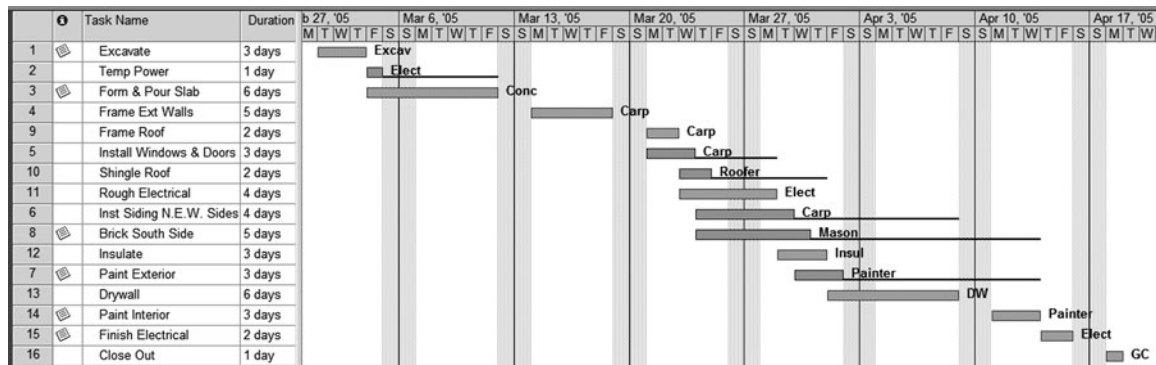 Task Name Duration b 27, '05 Mar 6, '05 Mar 13, '05 Mar 20, '05 Mar 27, '05 Apr 3, '05 Apr 10, '05 Apr 17, '05
M T W T F S S M T W T F S S M T W T F S S M T W T F S S M T W T F S S M T W T F S S M T W T F S S M T W
1 Excavate 3 days Excav
2 Temp Power 1 day Elect
3 Form & Pour Slab 6 days Conc
4 Frame Ext Walls 5 days Carp
9 Frame Roof 2 days Carp
5 Install Windows & Doors 3 days Carp
10 Shingle Roof 2 days Roofer
11 Rough Electrical 4 days Elect
6 Inst Siding N.E.W. Sides 4 days Carp
8 Brick South Side 5 days Mason
12 Insulate 3 days Insul
7 Paint Exterior 3 days Painter
13 Drywall 6 days DW
14 Paint Interior 3 days Painter
15 Finish Electrical 2 days Elect
16 Close Out 1 day GC